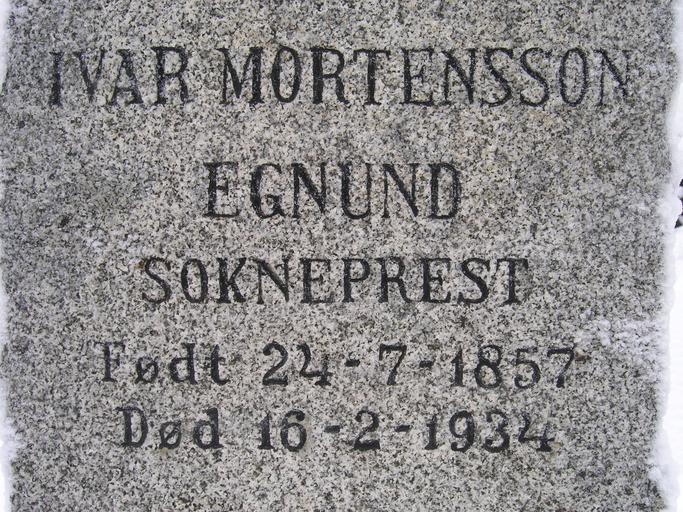 IVAR MORTENSSON
EGNUND
SOKNEPREST
Født 24-7-1857
Død 16-2-1934